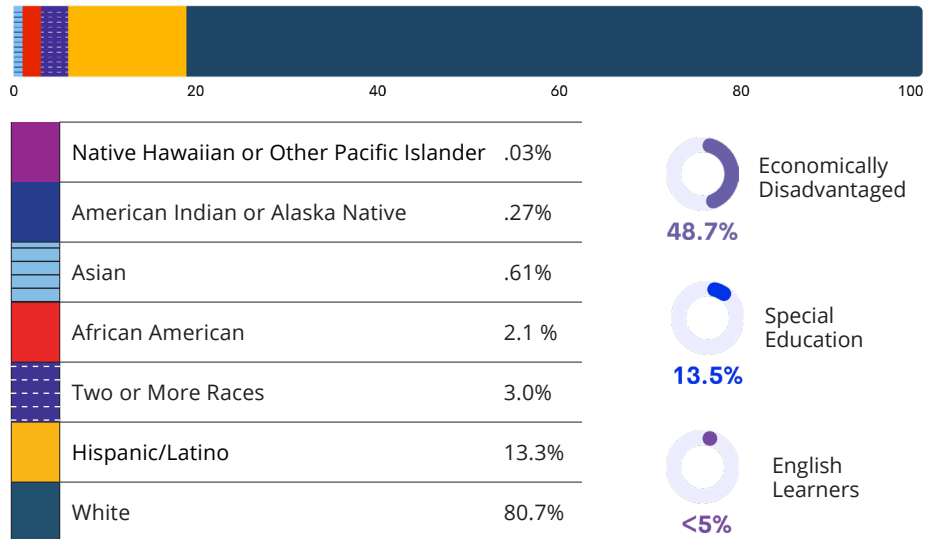 0 20 40 60 80 100
Native Hawaiian or Other Pacific Islander .03%
American Indian or Alaska Native .27%
Asian .61%
African American 2.1 %
Two or More Races 3.0%
Hispanic/Latino 13.3%
White 80.7%
Economically
Disadvantaged
48.7%
Special
Education
13.5%
English
Learners
<5%